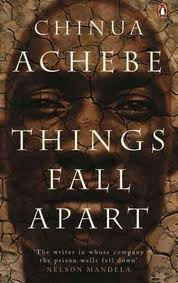 CHINUA
ACHEBE
THINGS
FALL
APART
'The writer in whose company
the prison walls fell down'
NELSON MANDELA